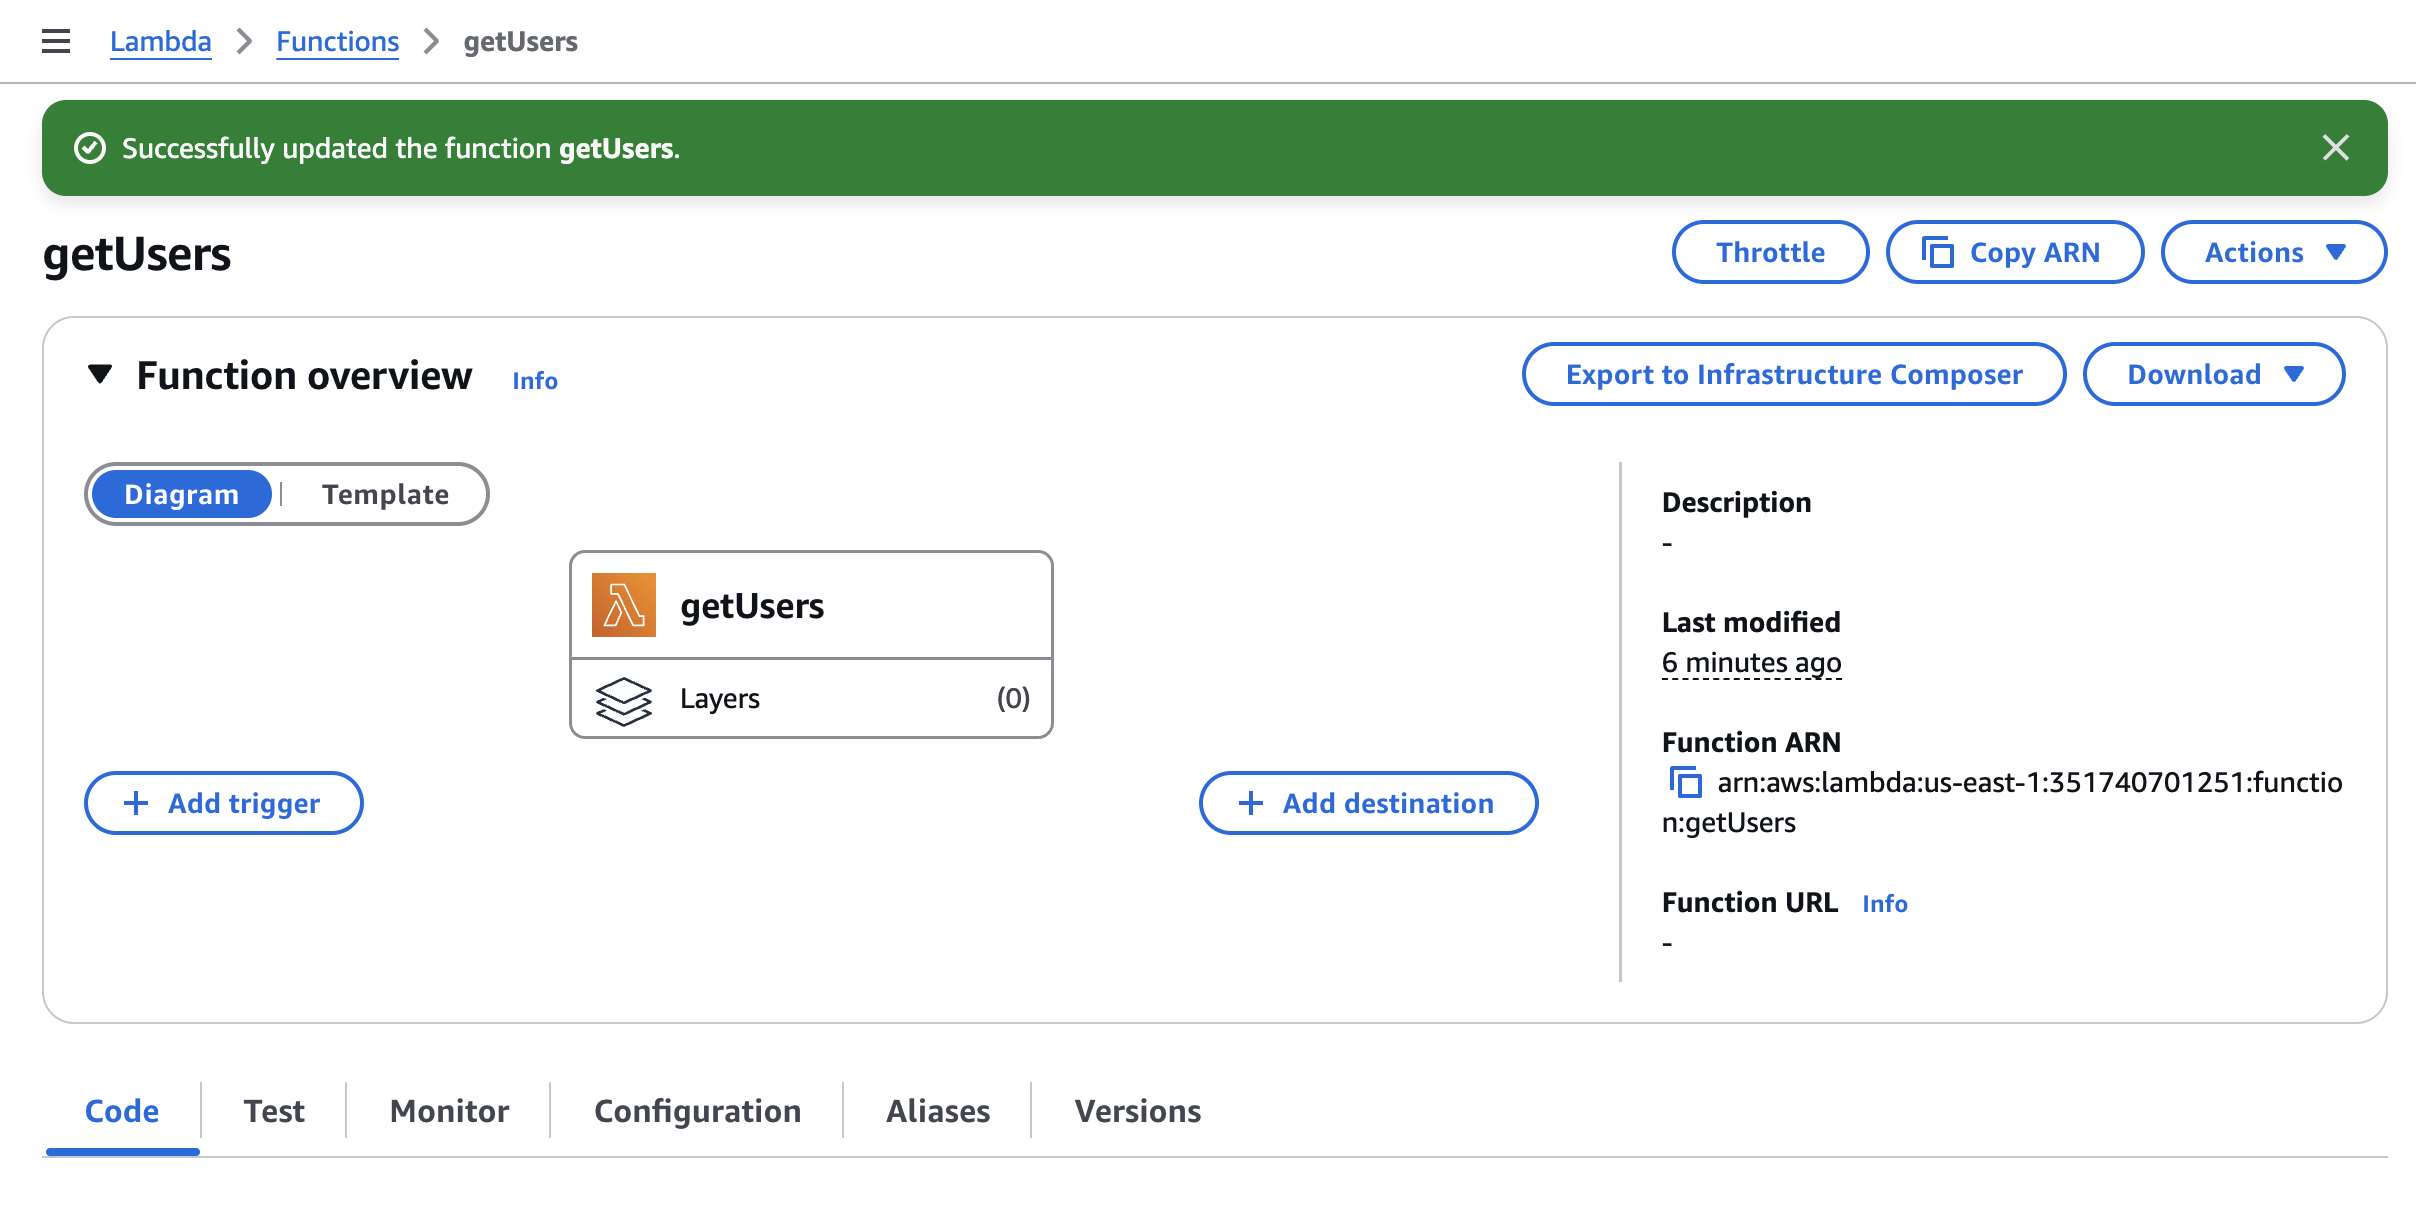 Lambda > Functions > getUsers
Successfully updated the function getUsers.
getUsers
Throttle
Copy ARN
Actions
Function overview Info
Export to Infrastructure Composer
Download
Diagram | Template
getUsers
Layers (0)
+ Add trigger
+ Add destination
Description
-
Last modified
6 minutes ago
Function ARN
arn:aws:lambda:us-east-1:351740701251:functio
n:getUsers
Function URL Info
-
Code Test Monitor Configuration Aliases Versions